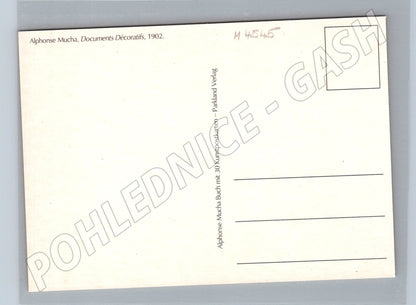 Alphonse Mucha, Documents Décoratifs, 1902.
M 4545
Alphonse Mucha Buch mit 30 Kunstpostkarten – Parkland Verlag
POHLEDNICE - GASH